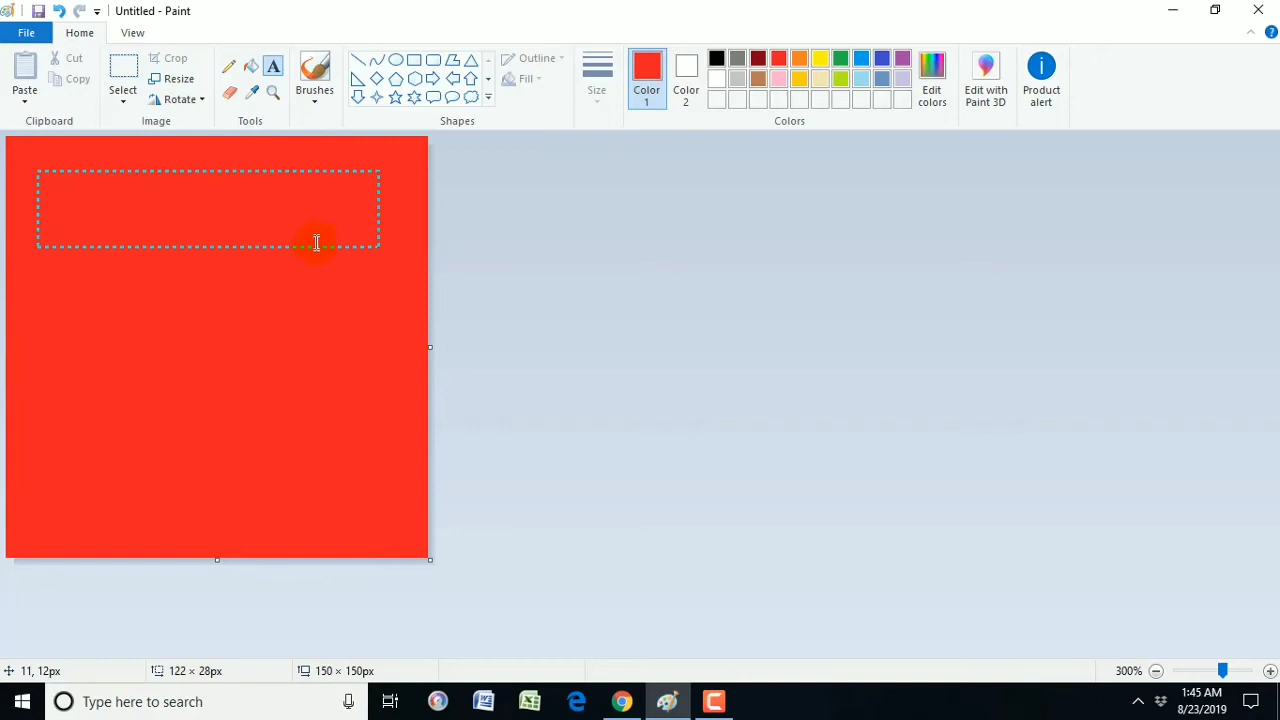 Untitled - Paint
File Home View
Paste
Cut
Copy
Clipboard
Select
Crop
Resize
Rotate
Image
A
Tools
Brushes
Shapes
Outline
Fill
Size
Color 1
Color 2
Edit colors
Colors
Edit with Paint 3D
Product alert
11, 12px 122 × 28px 150 × 150px 300%
Type here to search
1:45 AM
8/23/2019